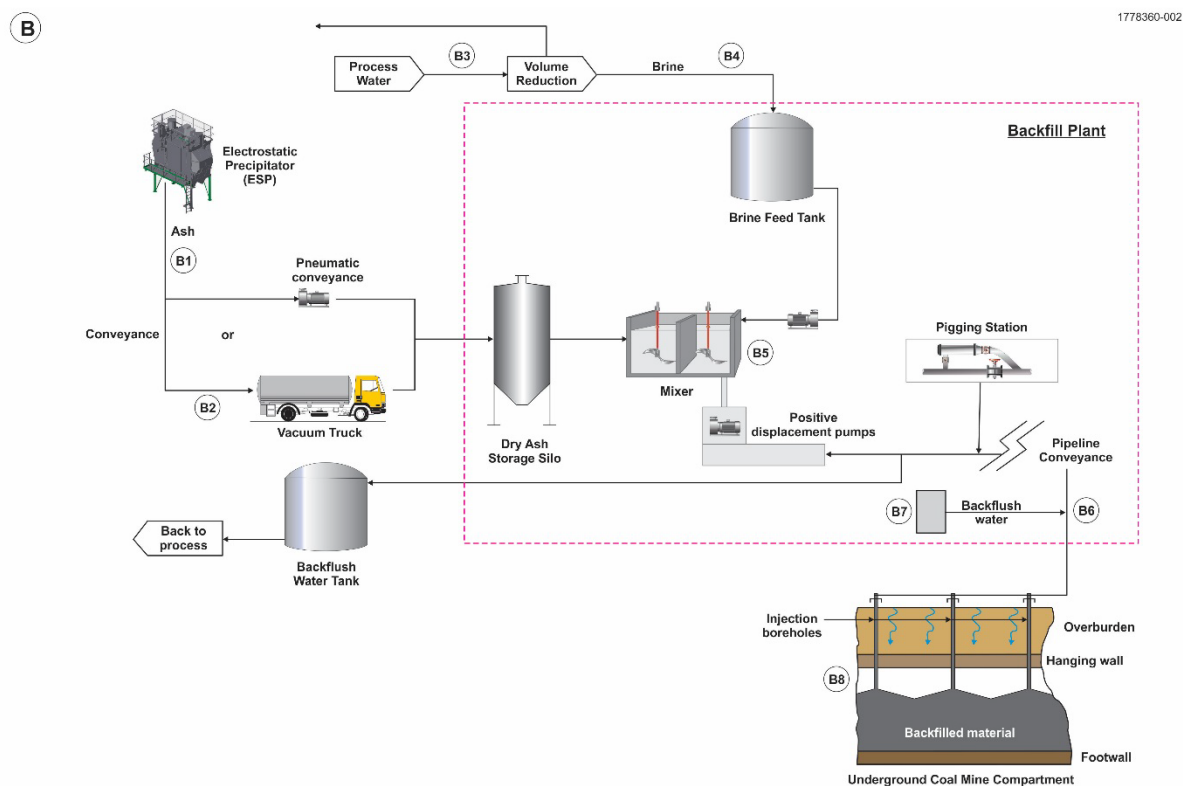 B
1778360-002
B3
B4
Process
Water
Volume
Reduction
Brine
Backfill Plant
Electrostatic
Precipitator
(ESP)
Ash
B1
Brine Feed Tank
Pneumatic
conveyance
Conveyance
or
B2
Vacuum Truck
Dry Ash
Storage Silo
B5
Mixer
Pigging Station
Positive
displacement pumps
Pipeline
Conveyance
B7
Backflush
water
B6
Back to
process
Backflush
Water Tank
Injection
boreholes
Overburden
Hanging wall
B8
Backfilled material
Footwall
Underground Coal Mine Compartment